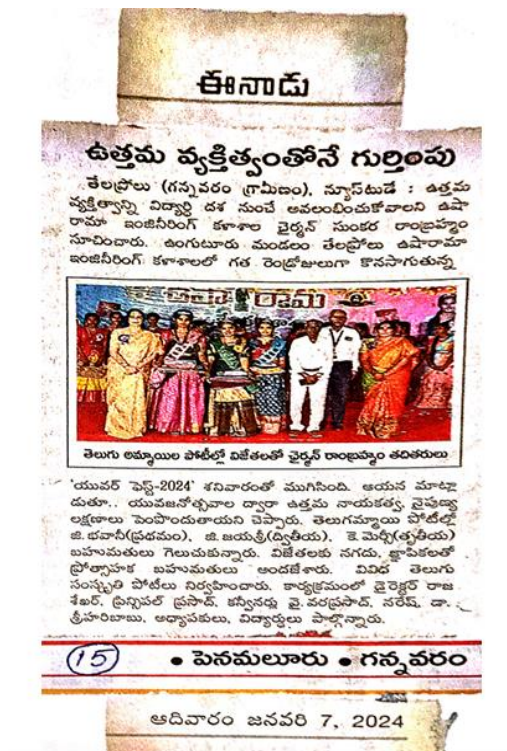 ఈనాడు
ఉత్తమ వ్యక్తిత్వంతోనే గుర్తింపు
తేలప్రోలు (గన్నవరం గ్రామీణం), న్యూస్‌టుడే : ఉత్తమ
వ్యక్తిత్వాన్ని విద్యార్థి దశ నుంచే అవలంభించుకోవాలని ఉషా
రామా ఇంజినీరింగ్ కళాశాల ఛైర్మన్ సుంకర రాంబ్రహ్మం
సూచించారు. ఉంగుటూరు మండలం తేలప్రోలు ఉషారామా
ఇంజినీరింగ్ కళాశాలలో గత రెండ్రోజులుగా కొనసాగుతున్న
ఉషా రామ
తెలుగు అమ్మాయిల పోటీల్లో విజేతలతో ఛైర్మన్ రాంబ్రహ్మం తదితరులు
'యువర్ ఫెస్ట్-2024' శనివారంతో ముగిసింది. ఆయన మాట్లా
డుతూ.. యువజనోత్సవాల ద్వారా ఉత్తమ నాయకత్వ, నైపుణ్య
లక్షణాలు పెంపొందుతాయని చెప్పారు. తెలుగమ్మాయి పోటీల్లో
జి.భవానీ(ప్రథమం), జి.జయశ్రీ(ద్వితీయ), కె.మెర్సీ(తృతీయ)
బహుమతులు గెలుచుకున్నారు. విజేతలకు నగదు, జ్ఞాపికలతో
ప్రోత్సాహక బహుమతులు అందజేశారు. వివిధ తెలుగు
సంస్కృతి పోటీలు నిర్వహించారు. కార్యక్రమంలో డైరెక్టర్ రాజ
శేఖర్, ప్రిన్సిపల్ ప్రసాద్, కన్వీనర్లు వై.వరప్రసాద్, నరేష్, డా.
శ్రీహరిబాబు, అధ్యాపకులు, విద్యార్థులు పాల్గొన్నారు.
15 • పెనమలూరు • గన్నవరం
ఆదివారం జనవరి 7, 2024